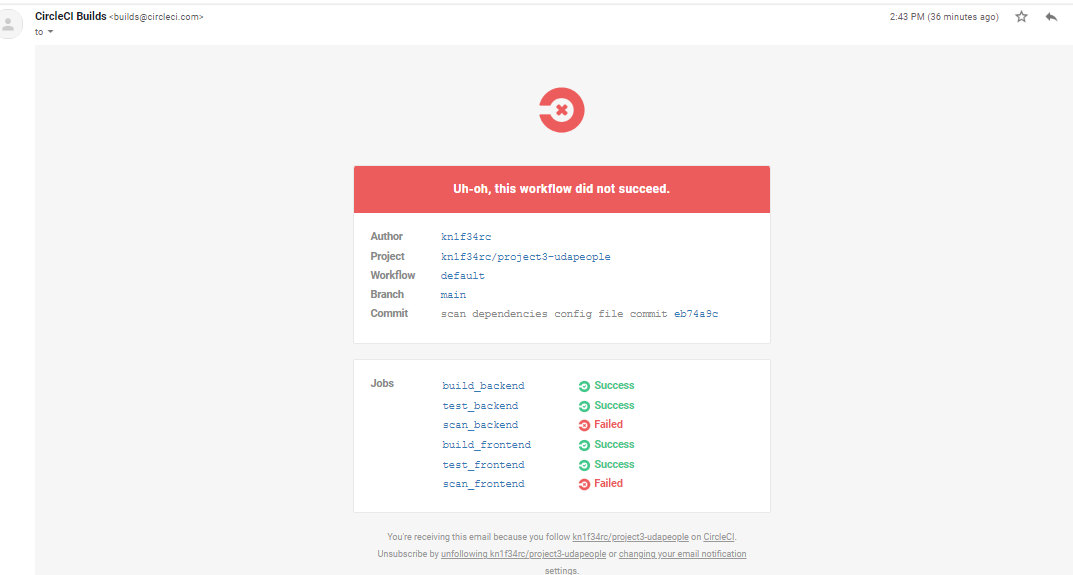 CircleCI Builds <builds@circleci.com>
2:43 PM (36 minutes ago)
to
Uh-oh, this workflow did not succeed.
Author kn1f34rc
Project kn1f34rc/project3-udapeople
Workflow default
Branch main
Commit scan dependencies config file commit eb74a9c
Jobs build_backend Success
test_backend Success
scan_backend Failed
build_frontend Success
test_frontend Success
scan_frontend Failed
You're receiving this email because you follow kn1f34rc/project3-udapeople on CircleCI.
Unsubscribe by unfollowing kn1f34rc/project3-udapeople or changing your email notification
settings.